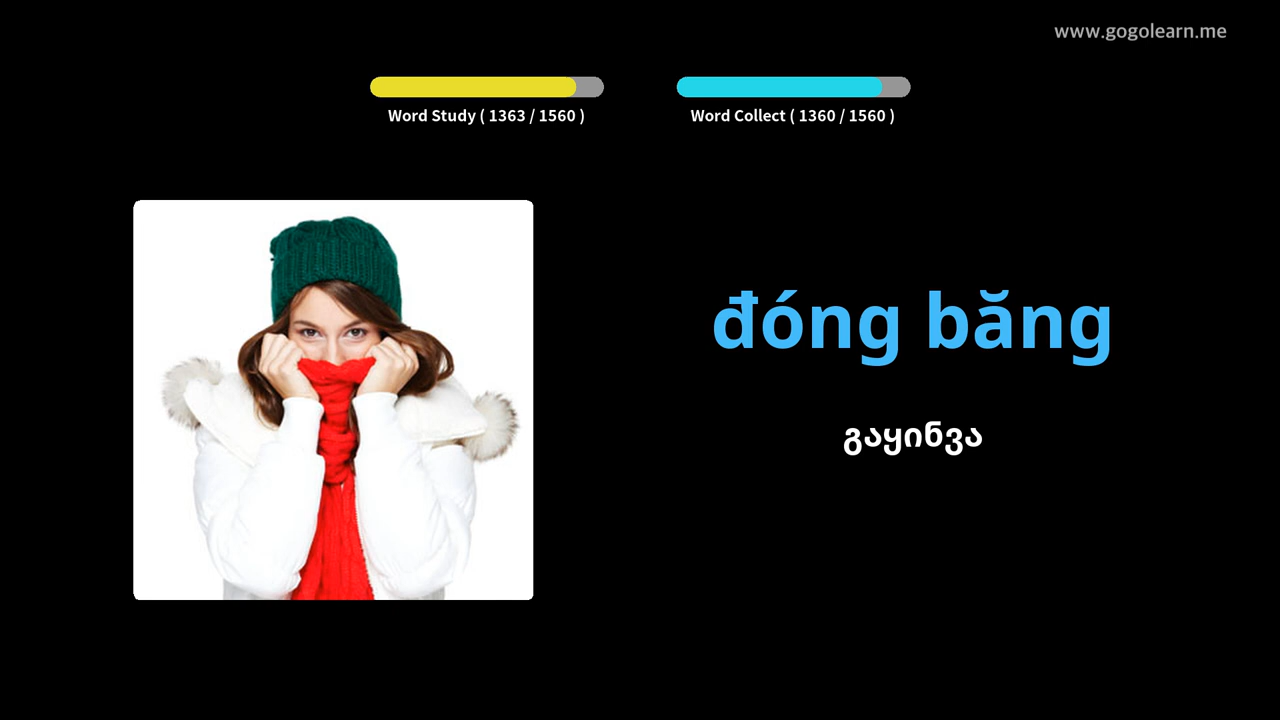 www.gogolearn.me
Word Study ( 1363 / 1560 )
Word Collect ( 1360 / 1560 )
đóng băng
გაყინვა